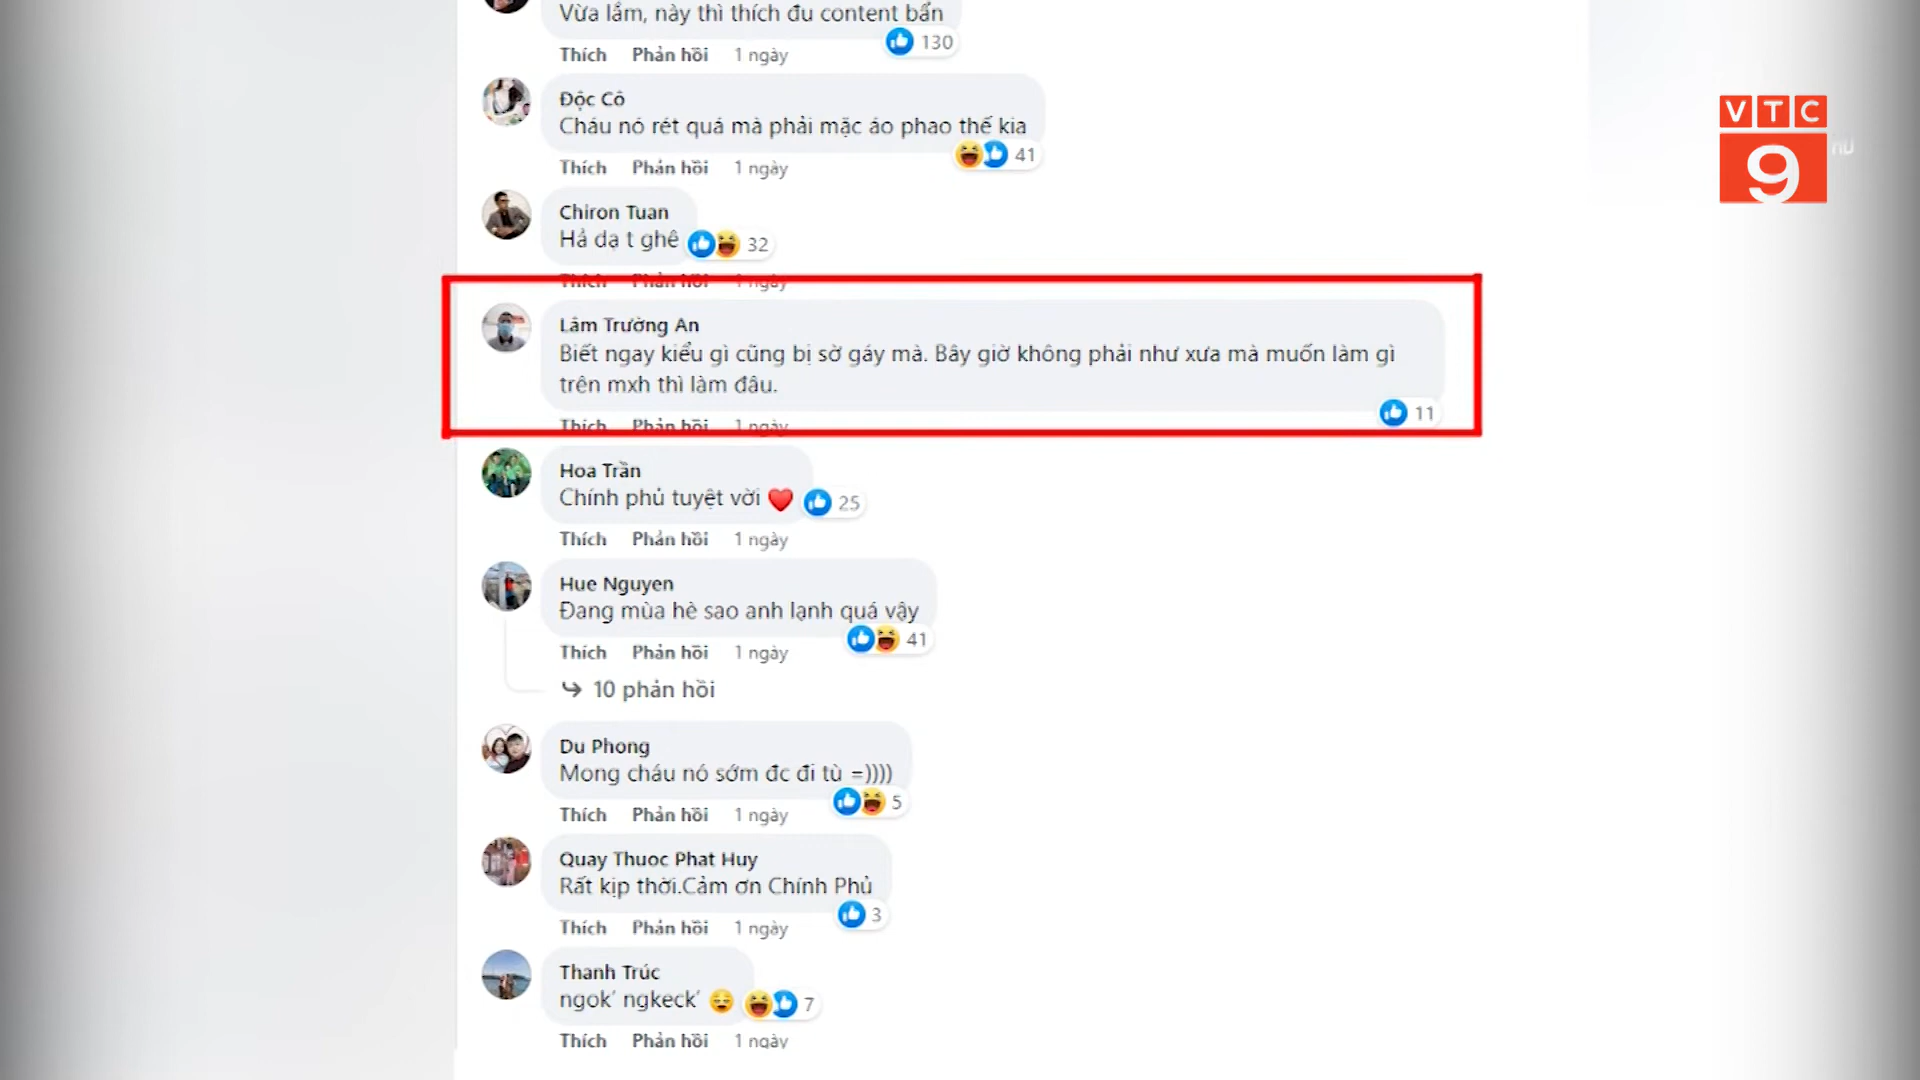 Vừa lắm, này thì thích đu content bẩn
130
Thích Phản hồi 1 ngày
Độc Cô
Cháu nó rét quá mà phải mặc áo phao thế kia
41
Thích Phản hồi 1 ngày
Chiron Tuan
Hả dạ t ghê
32
Thích Phản hồi 1 ngày
Lâm Trường An
Biết ngay kiểu gì cũng bị sờ gáy mà. Bây giờ không phải như xưa mà muốn làm gì
trên mxh thì làm đâu.
11
Thích Phản hồi 1 ngày
Hoa Trần
Chính phủ tuyệt vời ❤️
25
Thích Phản hồi 1 ngày
Hue Nguyen
Đang mùa hè sao anh lạnh quá vậy
41
Thích Phản hồi 1 ngày
10 phản hồi
Du Phong
Mong cháu nó sớm đc đi tù =))))
5
Thích Phản hồi 1 ngày
Quay Thuoc Phat Huy
Rất kịp thời.Cảm ơn Chính Phủ
3
Thích Phản hồi 1 ngày
Thanh Trúc
ngok' ngkeck'
7
Thích Phản hồi 1 ngày
VTC
9
HD